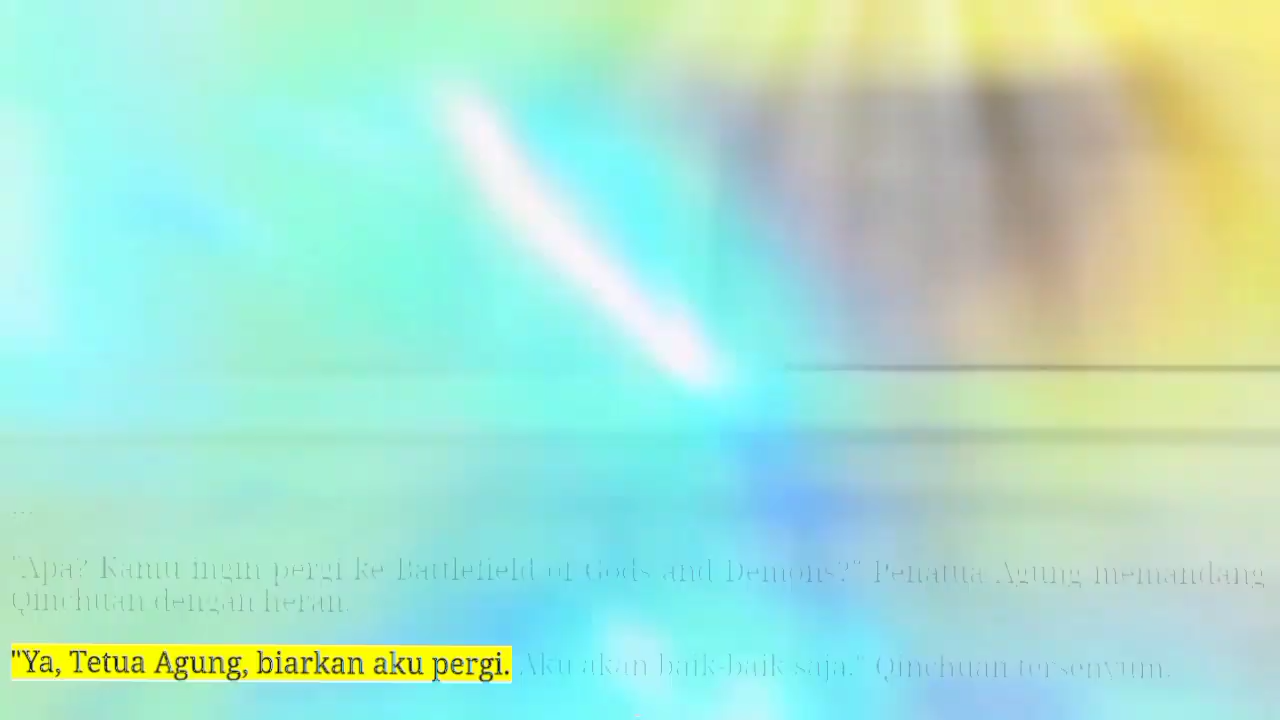 ...
"Apa? Kamu ingin pergi ke Battlefield of Gods and Demons?" Penatua Agung memandang
Qinchuan dengan heran.
"Ya, Tetua Agung, biarkan aku pergi. Aku akan baik-baik saja." Qinchuan tersenyum.